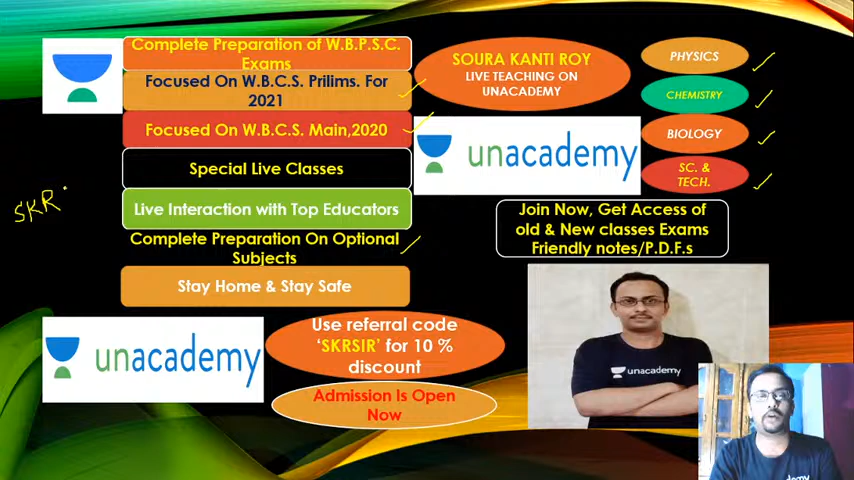 Complete Preparation of W.B.P.S.C.
Exams
Focused On W.B.C.S. Prilims. For
2021
Focused On W.B.C.S. Main,2020
Special Live Classes
Live Interaction with Top Educators
Complete Preparation On Optional
Subjects
Stay Home & Stay Safe
SKR
unacademy
Use referral code
‘SKRSIR’ for 10 %
discount
Admission Is Open
Now
SOURA KANTI ROY
LIVE TEACHING ON
UNACADEMY
unacademy
PHYSICS
CHEMISTRY
BIOLOGY
SC. &
TECH.
Join Now, Get Access of
old & New classes Exams
Friendly notes/P.D.F.s
unacademy